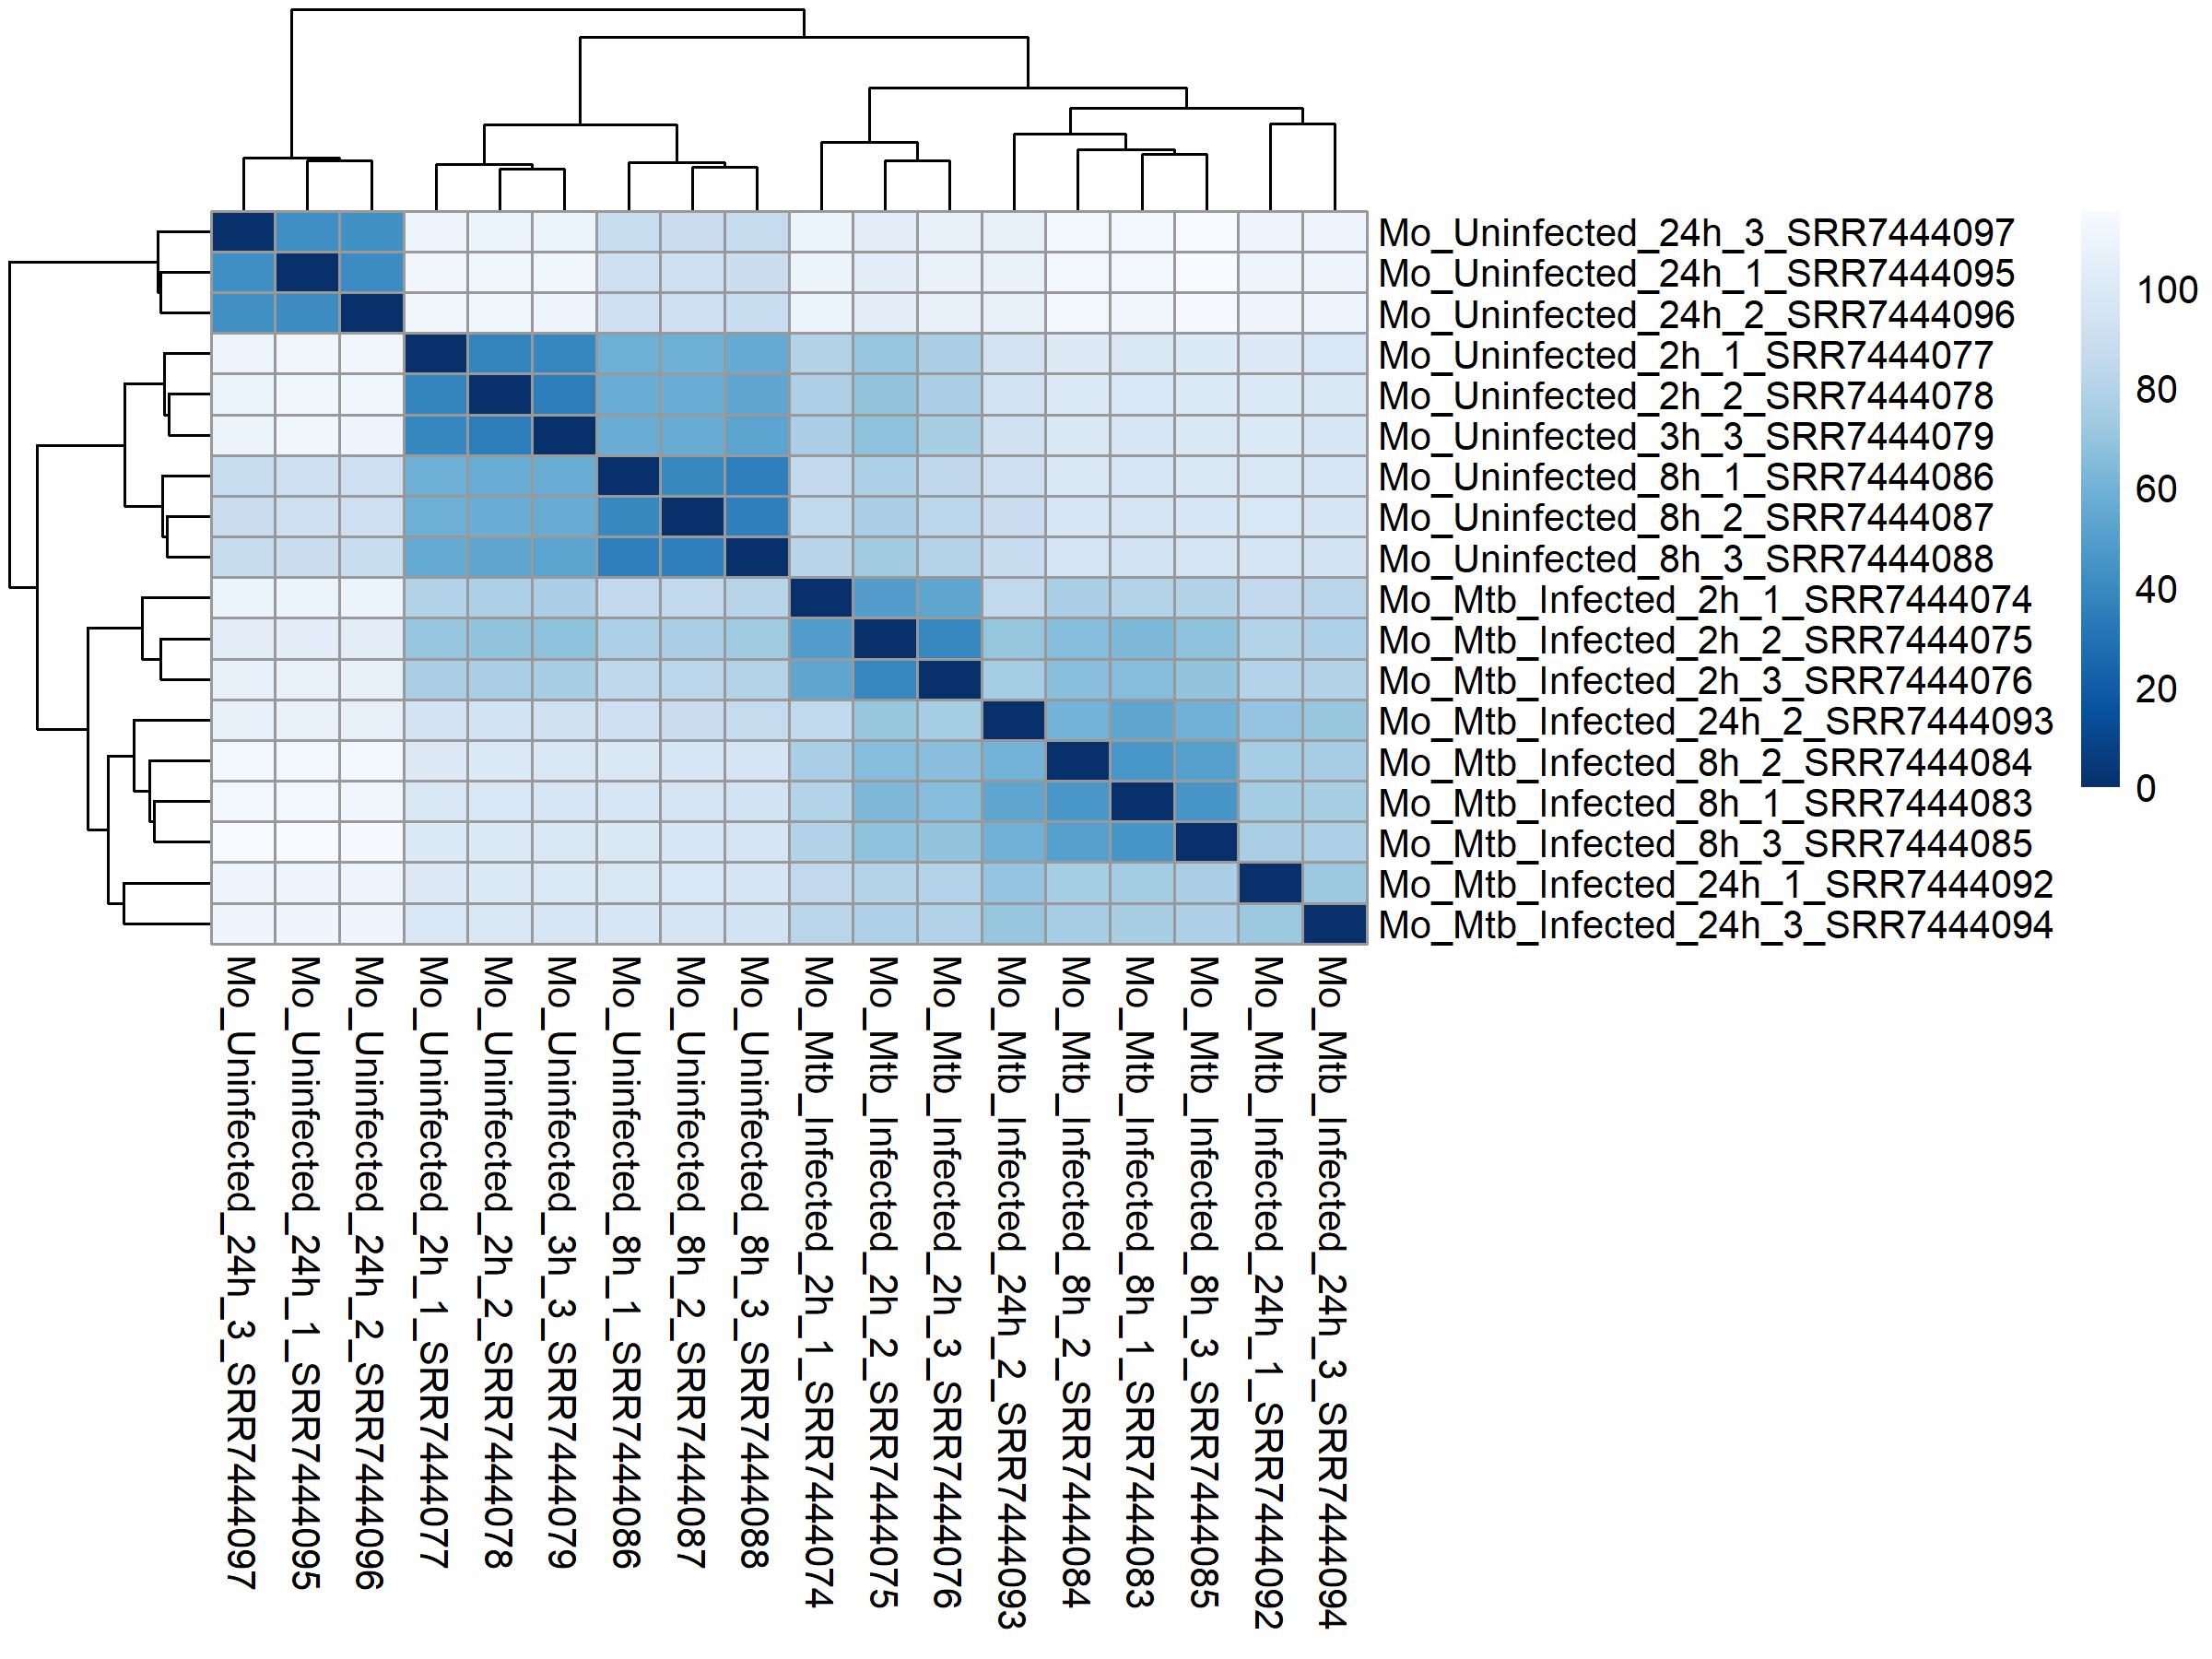 Mo_Uninfected_24h_3_SRR7444097
Mo_Uninfected_24h_1_SRR7444095
Mo_Uninfected_24h_2_SRR7444096
Mo_Uninfected_2h_1_SRR7444077
Mo_Uninfected_2h_2_SRR7444078
Mo_Uninfected_3h_3_SRR7444079
Mo_Uninfected_8h_1_SRR7444086
Mo_Uninfected_8h_2_SRR7444087
Mo_Uninfected_8h_3_SRR7444088
Mo_Mtb_Infected_2h_1_SRR7444074
Mo_Mtb_Infected_2h_2_SRR7444075
Mo_Mtb_Infected_2h_3_SRR7444076
Mo_Mtb_Infected_24h_2_SRR7444093
Mo_Mtb_Infected_8h_2_SRR7444084
Mo_Mtb_Infected_8h_1_SRR7444083
Mo_Mtb_Infected_8h_3_SRR7444085
Mo_Mtb_Infected_24h_1_SRR7444092
Mo_Mtb_Infected_24h_3_SRR7444094
100
80
60
40
20
0
Mo_Uninfected_24h_3_SRR7444097
Mo_Uninfected_24h_1_SRR7444095
Mo_Uninfected_24h_2_SRR7444096
Mo_Uninfected_2h_1_SRR7444077
Mo_Uninfected_2h_2_SRR7444078
Mo_Uninfected_3h_3_SRR7444079
Mo_Uninfected_8h_1_SRR7444086
Mo_Uninfected_8h_2_SRR7444087
Mo_Uninfected_8h_3_SRR7444088
Mo_Mtb_Infected_2h_1_SRR7444074
Mo_Mtb_Infected_2h_2_SRR7444075
Mo_Mtb_Infected_2h_3_SRR7444076
Mo_Mtb_Infected_24h_2_SRR7444093
Mo_Mtb_Infected_8h_2_SRR7444084
Mo_Mtb_Infected_8h_1_SRR7444083
Mo_Mtb_Infected_8h_3_SRR7444085
Mo_Mtb_Infected_24h_1_SRR7444092
Mo_Mtb_Infected_24h_3_SRR7444094